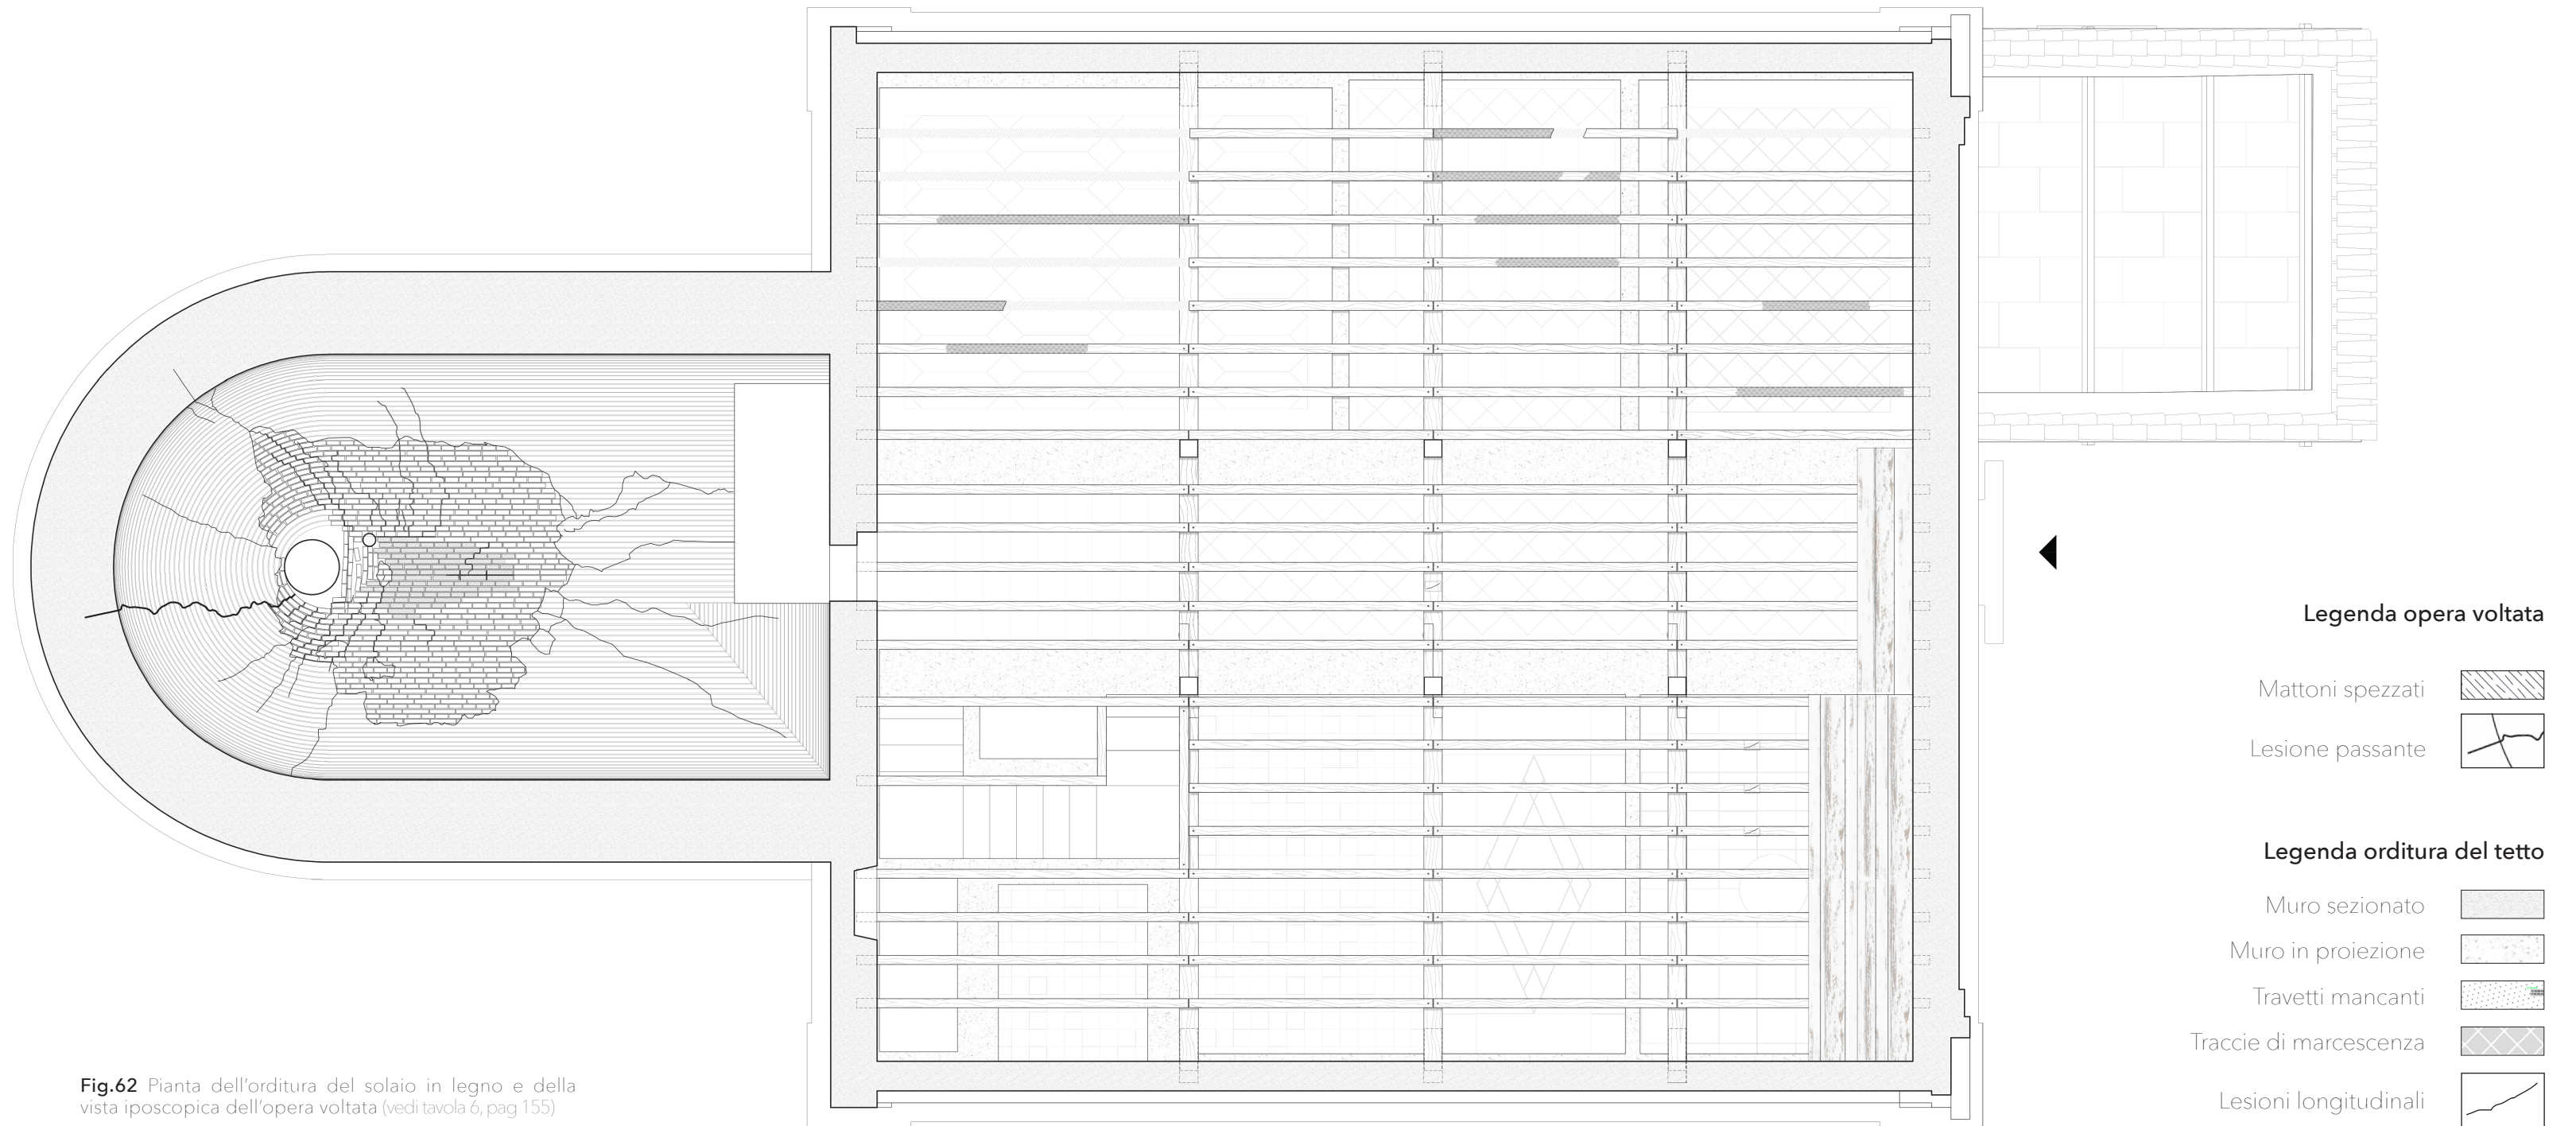 Legenda opera voltata
Mattoni spezzati
Lesione passante
Legenda orditura del tetto
Muro sezionato
Muro in proiezione
Travetti mancanti
Traccie di marcescenza
Lesioni longitudinali
Fig.62 Pianta dell'orditura del solaio in legno e della
vista iposcopica dell'opera voltata (vedi tavola 6, pag 155)